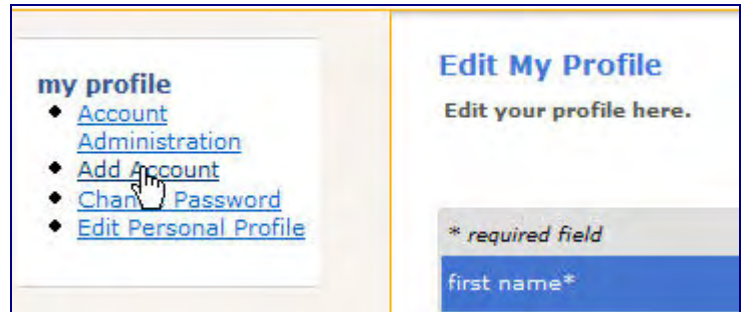 my profile
Account
Administration
Add Account
Password
Edit Personal Profile
Edit My Profile
Edit your profile here.
* required field
first name*